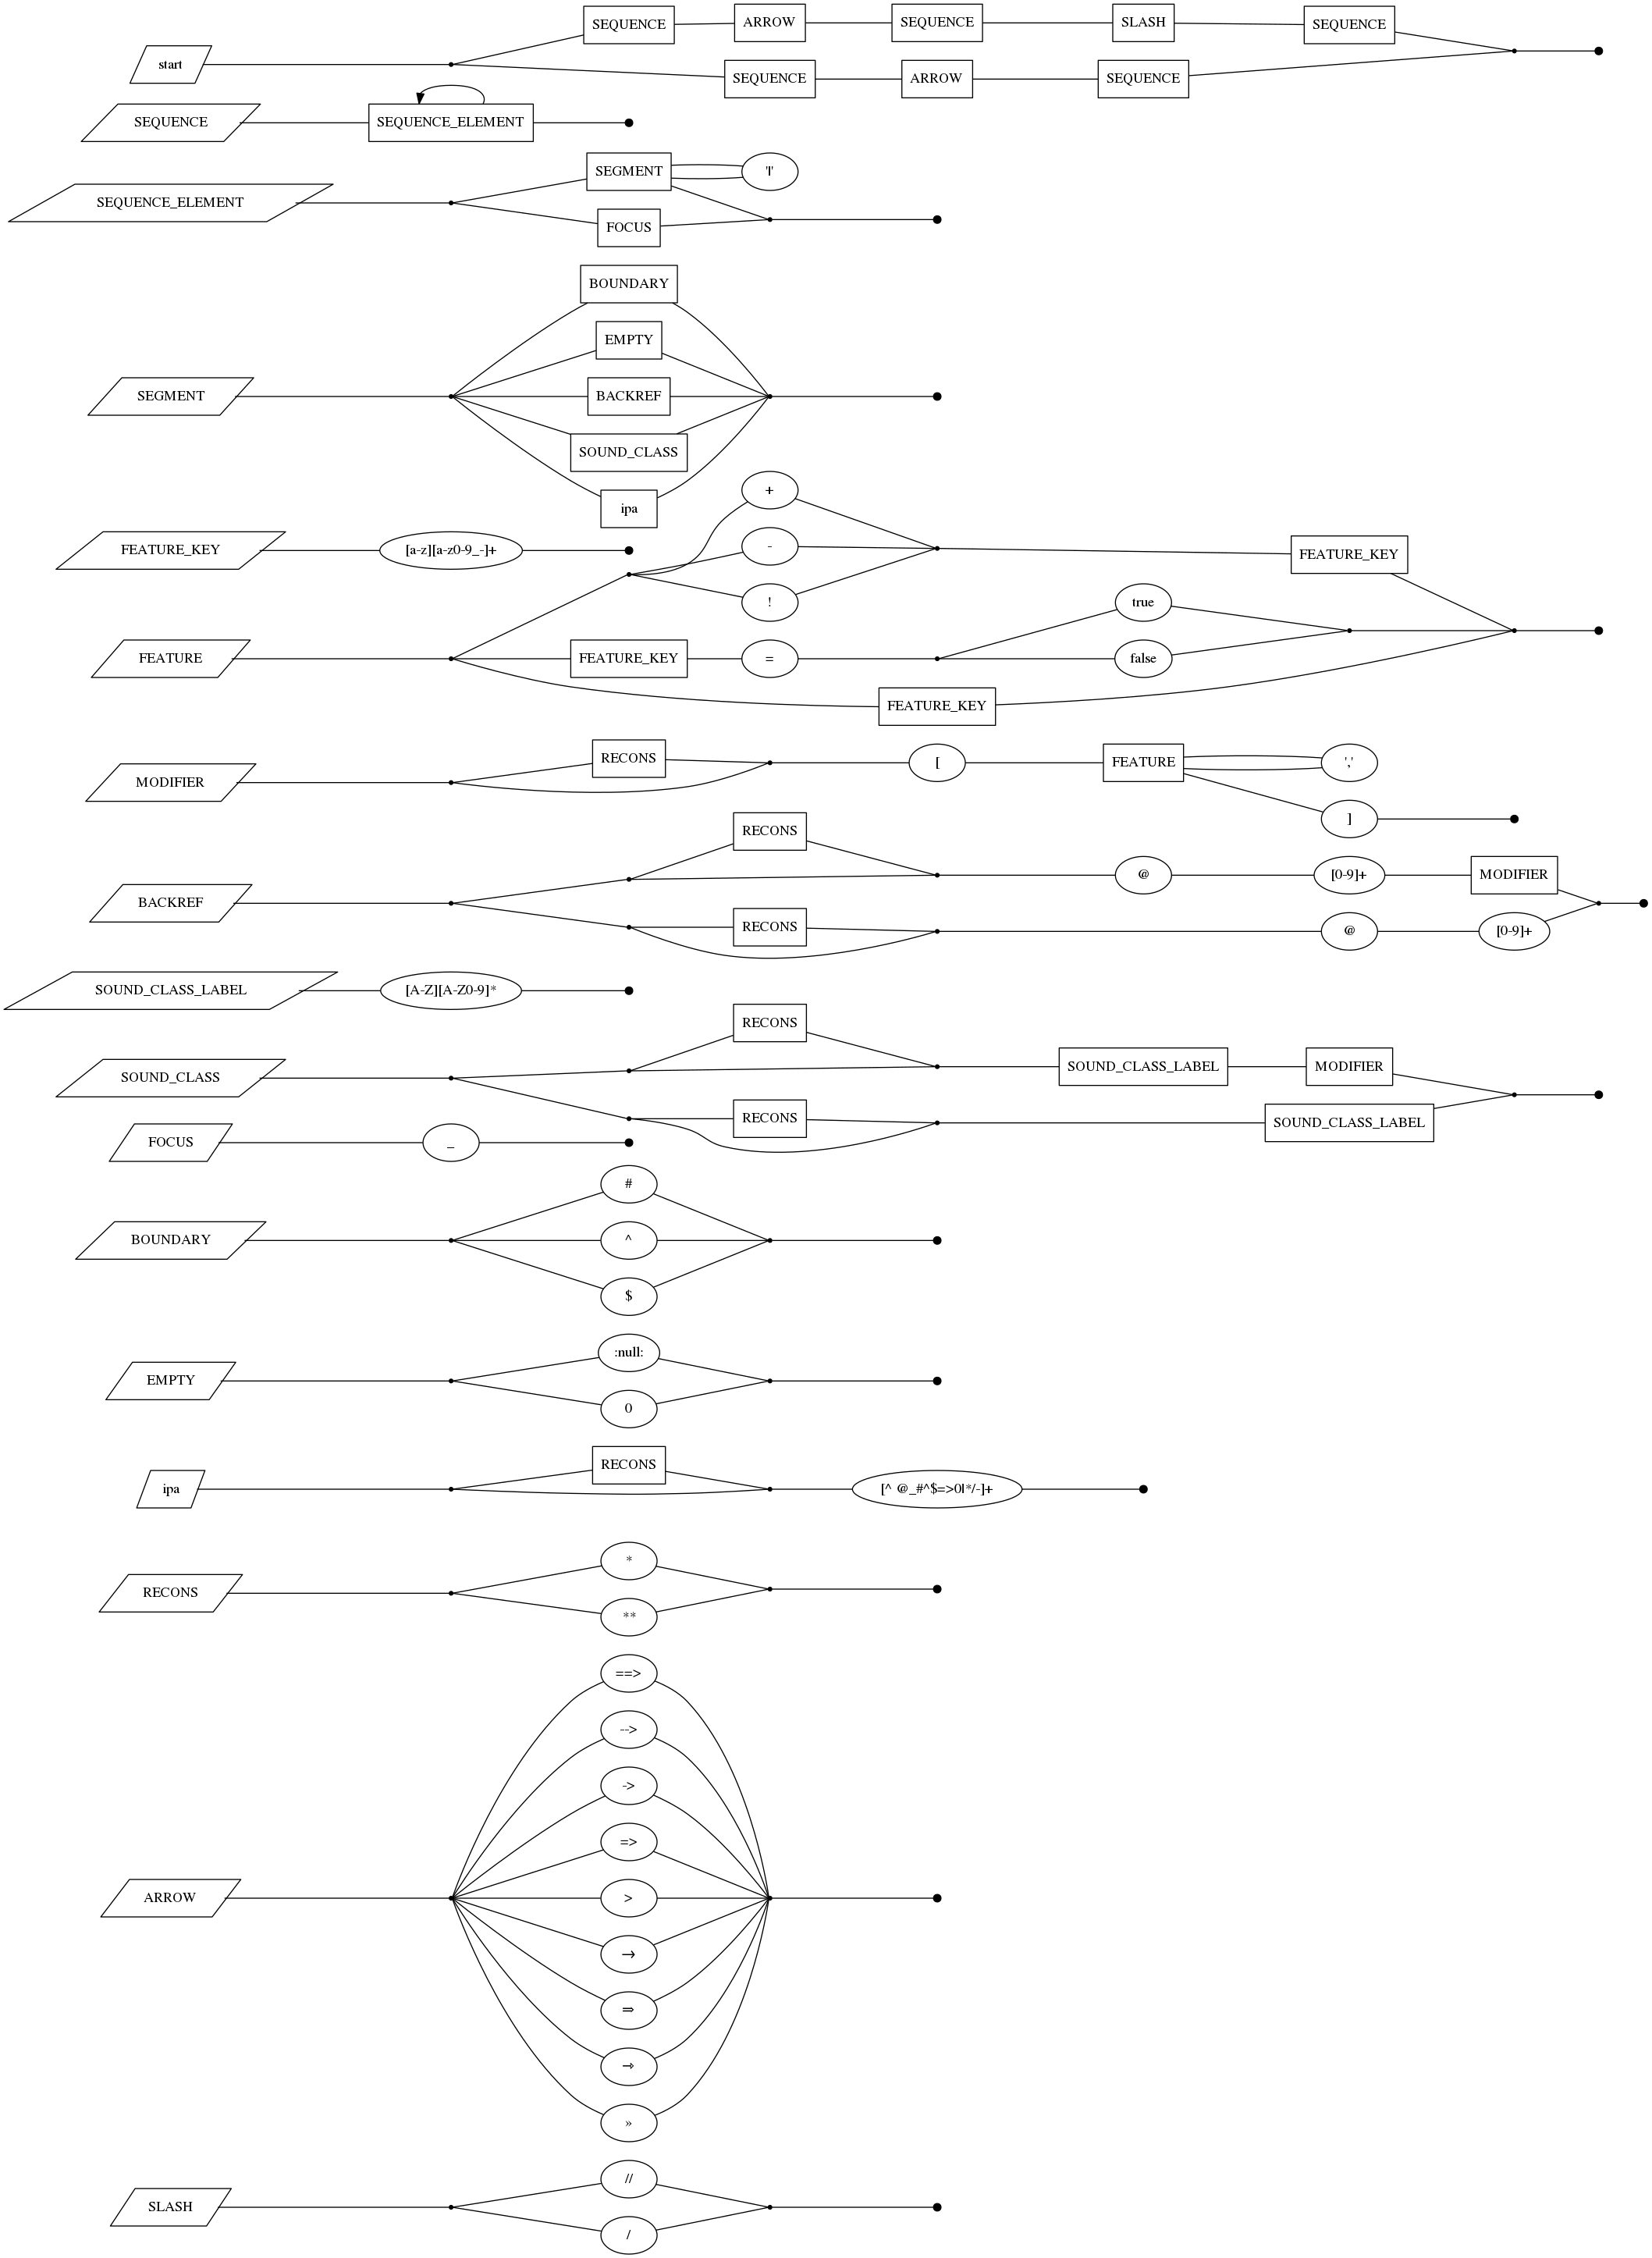 start SEQUENCE ARROW SEQUENCE SLASH SEQUENCE
SEQUENCE ARROW SEQUENCE
SEQUENCE SEQUENCE_ELEMENT
SEQUENCE_ELEMENT SEGMENT '|'
FOCUS
SEGMENT BOUNDARY
EMPTY
BACKREF
SOUND_CLASS
ipa
FEATURE_KEY [a-z][a-z0-9_-]+
FEATURE + FEATURE_KEY
-
!
FEATURE_KEY = true
false
FEATURE_KEY
MODIFIER RECONS [ FEATURE ','
]
BACKREF RECONS @ [0-9]+ MODIFIER
RECONS @ [0-9]+
SOUND_CLASS_LABEL [A-Z][A-Z0-9]*
SOUND_CLASS RECONS SOUND_CLASS_LABEL MODIFIER
RECONS SOUND_CLASS_LABEL
FOCUS _
BOUNDARY #
^
$
EMPTY :null:
0
ipa RECONS [^ @_#^$=>0|*/-]+
RECONS *
**
ARROW ==>
-->
->
=>
>
→
⇒
⇾
»
SLASH //
/